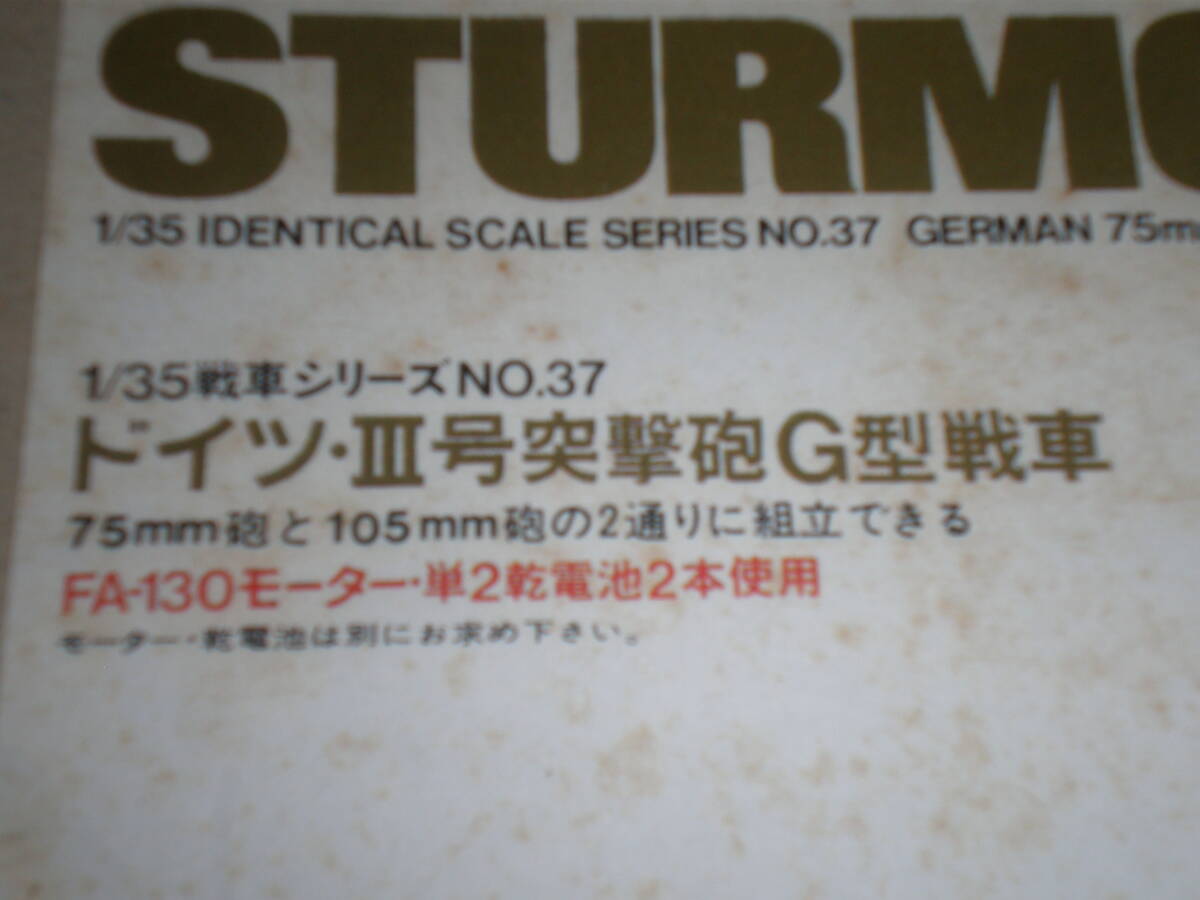 STURM
1/35 IDENTICAL SCALE SERIES NO.37 GERMAN 75m
1/35戦車シリーズNO.37
ドイツ・III号突撃砲G型戦車
75mm砲と105mm砲の2通りに組立できる
FA-130モーター・単2乾電池2本使用
モーター・乾電池は別にお求め下さい。